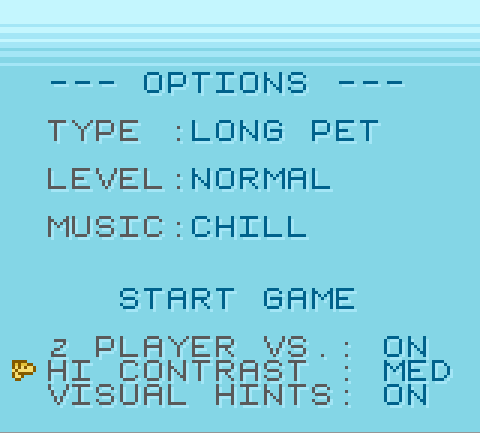 --- OPTIONS ---
TYPE :LONG PET
LEVEL:NORMAL
MUSIC:CHILL
START GAME
2 PLAYER VS.: ON
HI CONTRAST : MED
VISUAL HINTS: ON